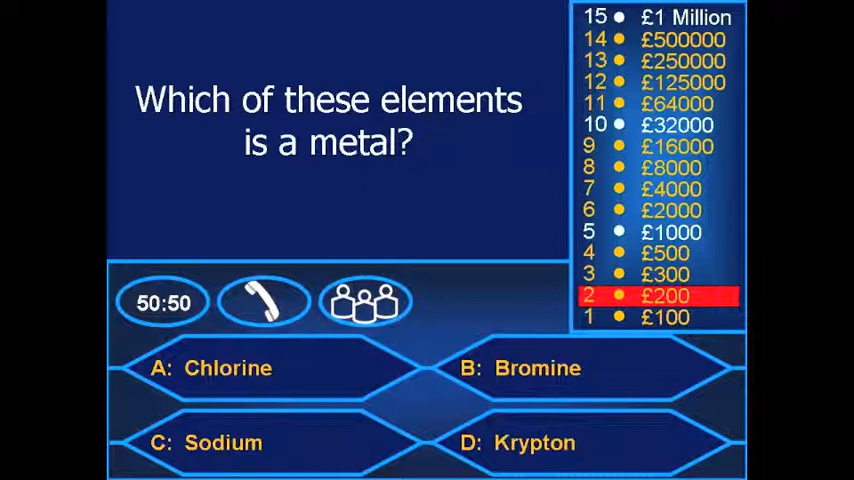 Which of these elements
is a metal?
15 • £1 Million
14 • £500000
13 • £250000
12 • £125000
11 • £64000
10 • £32000
9 • £16000
8 • £8000
7 • £4000
6 • £2000
5 • £1000
4 • £500
3 • £300
2 • £200
1 • £100
50:50
A: Chlorine
B: Bromine
C: Sodium
D: Krypton